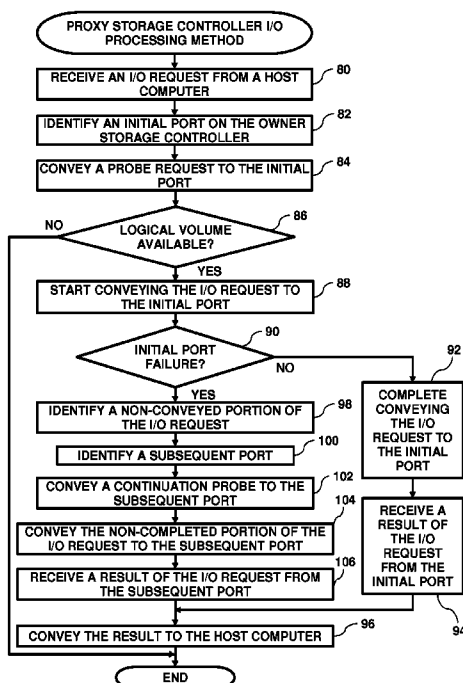 PROXY STORAGE CONTROLLER I/O
PROCESSING METHOD
80
RECEIVE AN I/O REQUEST FROM A HOST
COMPUTER
82
IDENTIFY AN INITIAL PORT ON THE OWNER
STORAGE CONTROLLER
84
CONVEY A PROBE REQUEST TO THE INITIAL
PORT
86
NO
LOGICAL VOLUME
AVAILABLE?
YES
88
START CONVEYING THE I/O REQUEST TO
THE INITIAL PORT
90
INITIAL PORT
FAILURE?
NO
YES
92
COMPLETE
CONVEYING
THE I/O
REQUEST TO
THE INITIAL
PORT
98
IDENTIFY A NON-CONVEYED PORTION OF
THE I/O REQUEST
100
IDENTIFY A SUBSEQUENT PORT
102
CONVEY A CONTINUATION PROBE TO THE
SUBSEQUENT PORT
104
CONVEY THE NON-COMPLETED PORTION OF THE
I/O REQUEST TO THE SUBSEQUENT PORT
106
RECEIVE A RESULT OF THE I/O REQUEST FROM
THE SUBSEQUENT PORT
RECEIVE A
RESULT OF
THE I/O
REQUEST
FROM THE
INITIAL PORT
94
96
CONVEY THE RESULT TO THE HOST COMPUTER
END